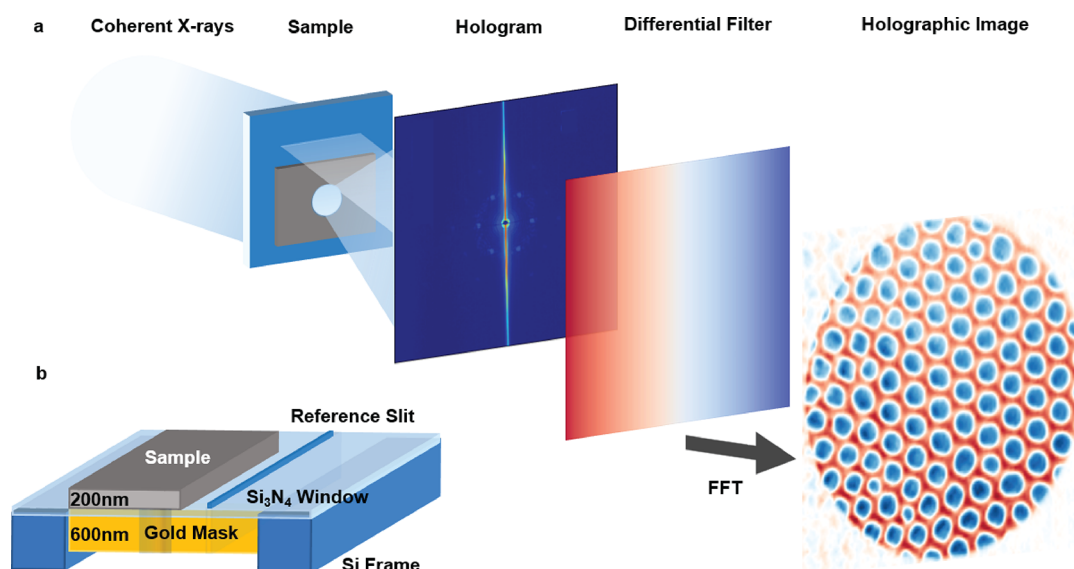 a
Coherent X-rays
Sample
Hologram
Differential Filter
Holographic Image
FFT
b
Reference Slit
Sample
200nm
Si₃N₄ Window
600nm
Gold Mask
Si Frame